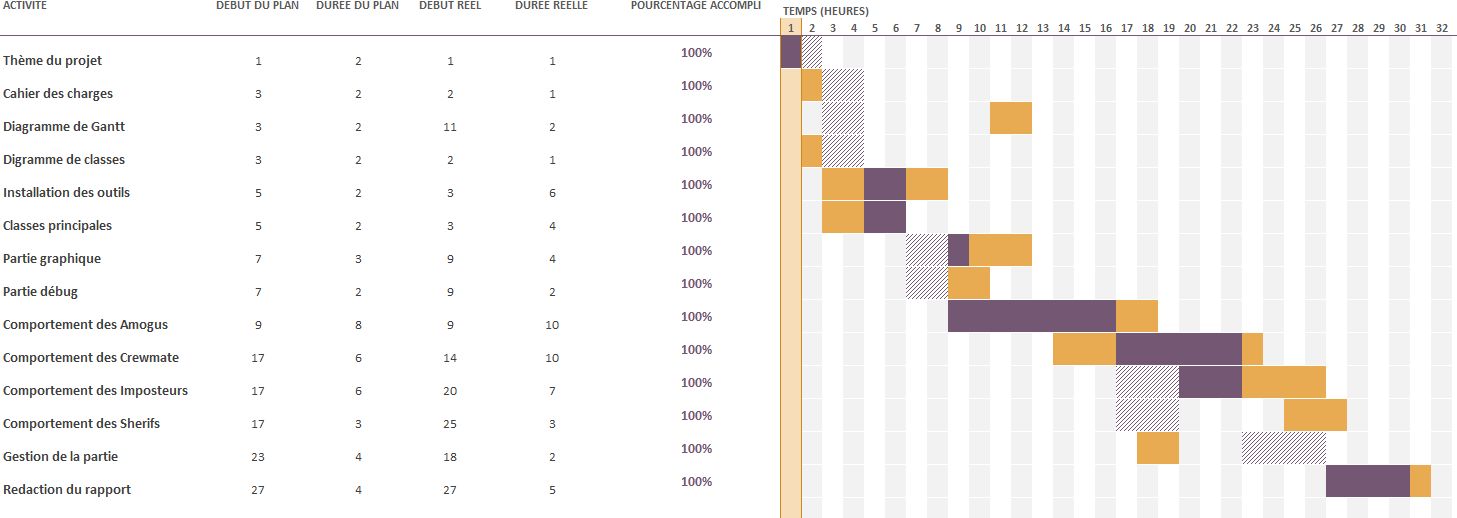 ACTIVITÉ DÉBUT DU PLAN DURÉE DU PLAN DÉBUT RÉEL DURÉE RÉELLE POURCENTAGE ACCOMPLI TEMPS (HEURES)
1 2 3 4 5 6 7 8 9 10 11 12 13 14 15 16 17 18 19 20 21 22 23 24 25 26 27 28 29 30 31 32
Thème du projet 1 2 1 1 100%
Cahier des charges 3 2 2 1 100%
Diagramme de Gantt 3 2 11 2 100%
Digramme de classes 3 2 2 1 100%
Installation des outils 5 2 3 6 100%
Classes principales 5 2 3 4 100%
Partie graphique 7 3 9 4 100%
Partie débug 7 2 9 2 100%
Comportement des Amogus 9 8 9 10 100%
Comportement des Crewmate 17 6 14 10 100%
Comportement des Imposteurs 17 6 20 7 100%
Comportement des Sherifs 17 3 25 3 100%
Gestion de la partie 23 4 18 2 100%
Redaction du rapport 27 4 27 5 100%